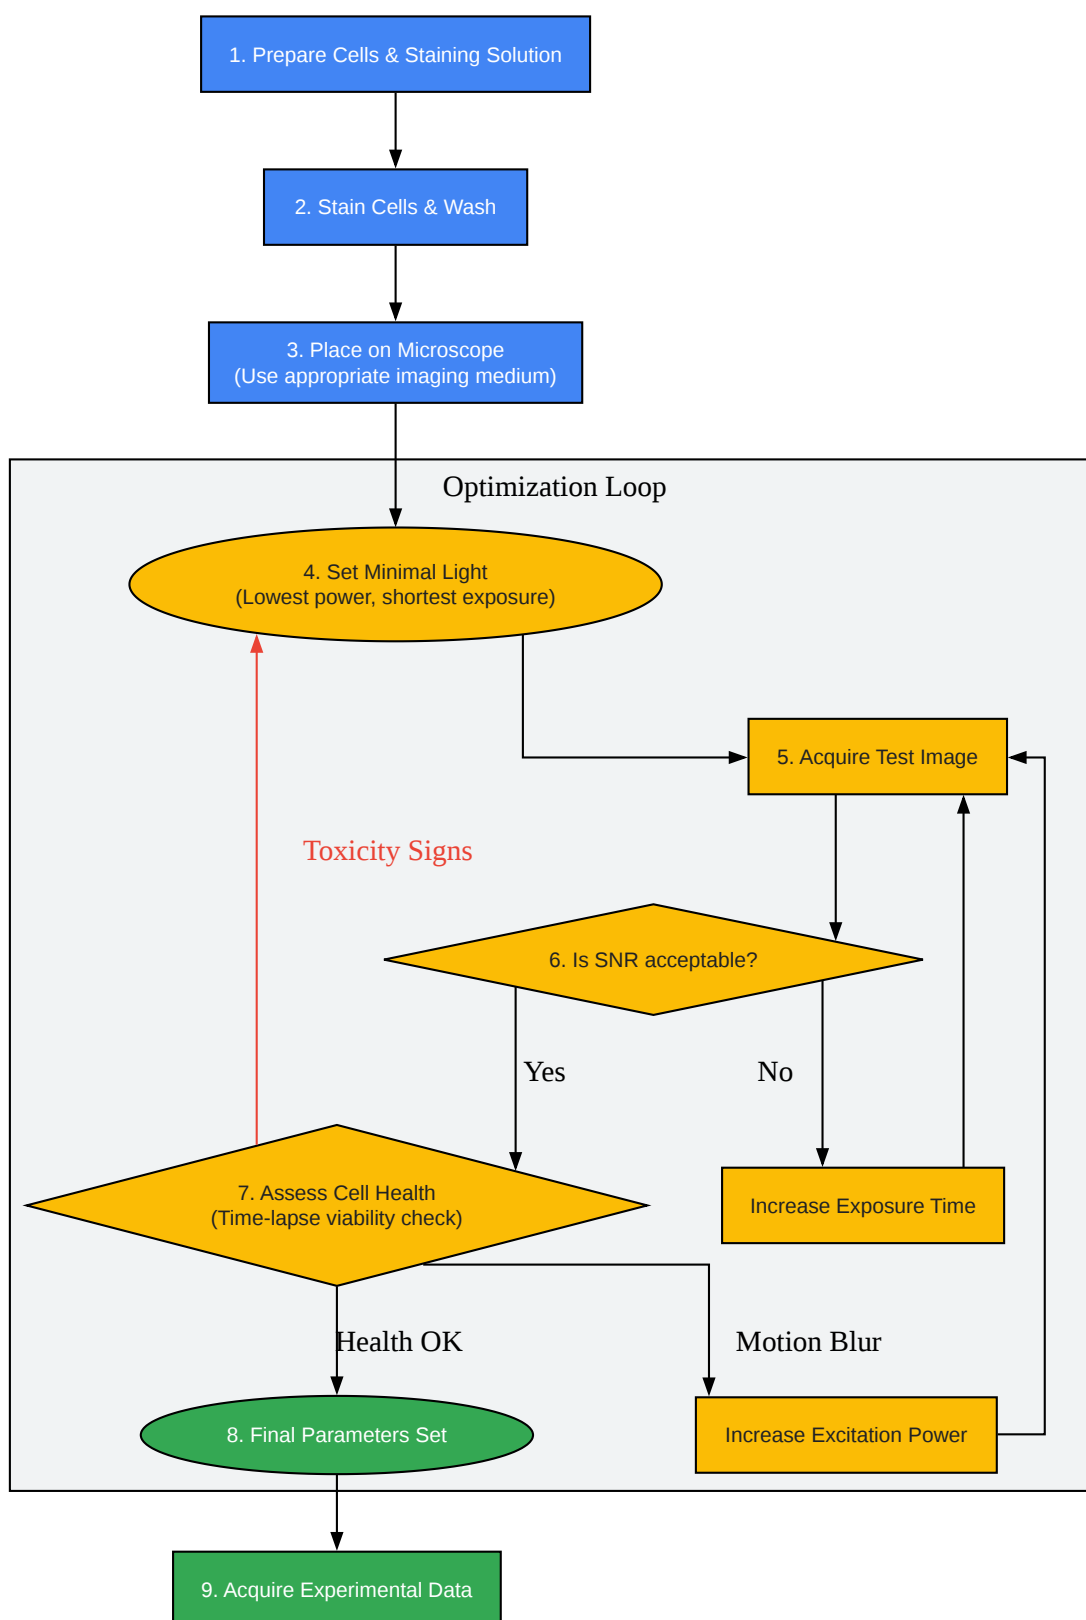 1. Prepare Cells & Staining Solution
2. Stain Cells & Wash
3. Place on Microscope
(Use appropriate imaging medium)
Optimization Loop
4. Set Minimal Light
(Lowest power, shortest exposure)
5. Acquire Test Image
Toxicity Signs
6. Is SNR acceptable?
Yes
No
7. Assess Cell Health
(Time-lapse viability check)
Increase Exposure Time
Health OK
Motion Blur
8. Final Parameters Set
Increase Excitation Power
9. Acquire Experimental Data